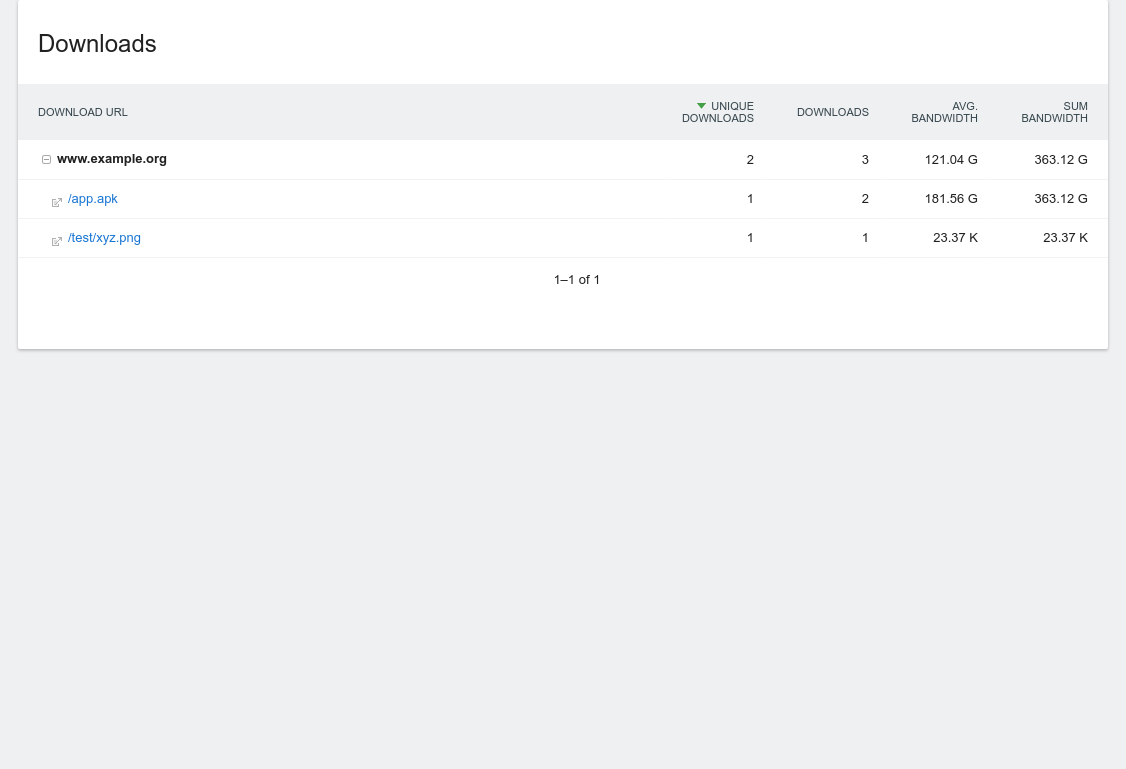 Downloads
DOWNLOAD URL
UNIQUE
DOWNLOADS
DOWNLOADS
AVG.
BANDWIDTH
SUM
BANDWIDTH
www.example.org 2 3 121.04 G 363.12 G
/app.apk 1 2 181.56 G 363.12 G
/test/xyz.png 1 1 23.37 K 23.37 K
1–1 of 1